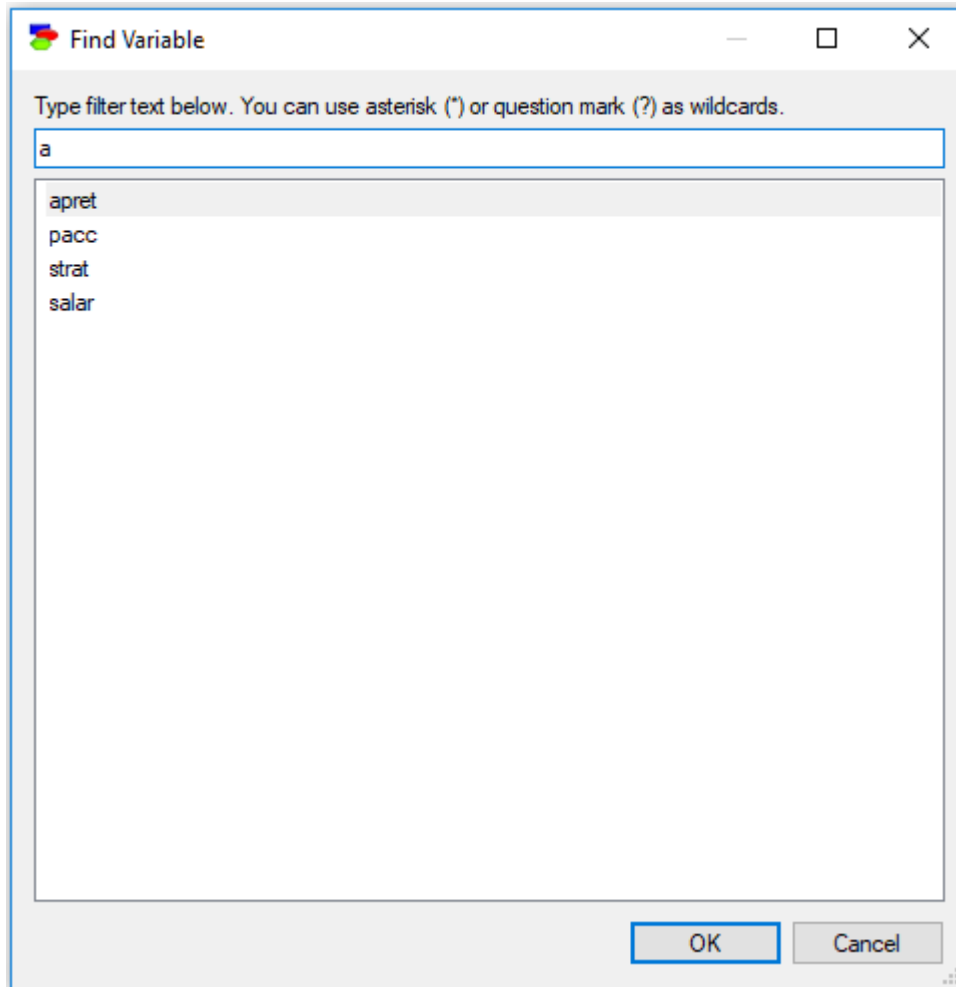 Find Variable
Type filter text below. You can use asterisk (*) or question mark (?) as wildcards.
a
apret
pacc
strat
salar
OK Cancel